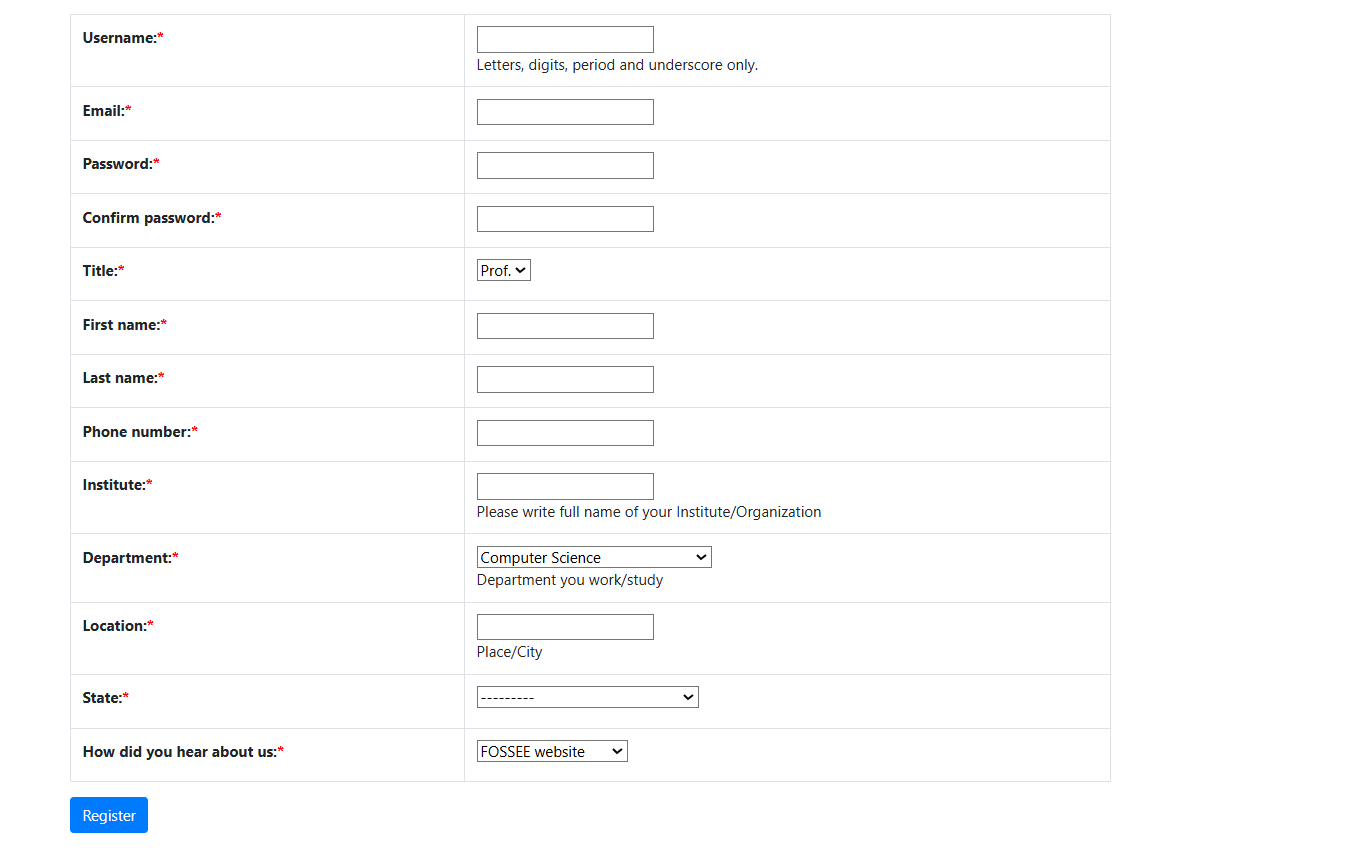 Username:*
Letters, digits, period and underscore only.
Email:*
Password:*
Confirm password:*
Title:*
Prof.
First name:*
Last name:*
Phone number:*
Institute:*
Please write full name of your Institute/Organization
Department:*
Computer Science
Department you work/study
Location:*
Place/City
State:*
---------
How did you hear about us:*
FOSSEE website
Register